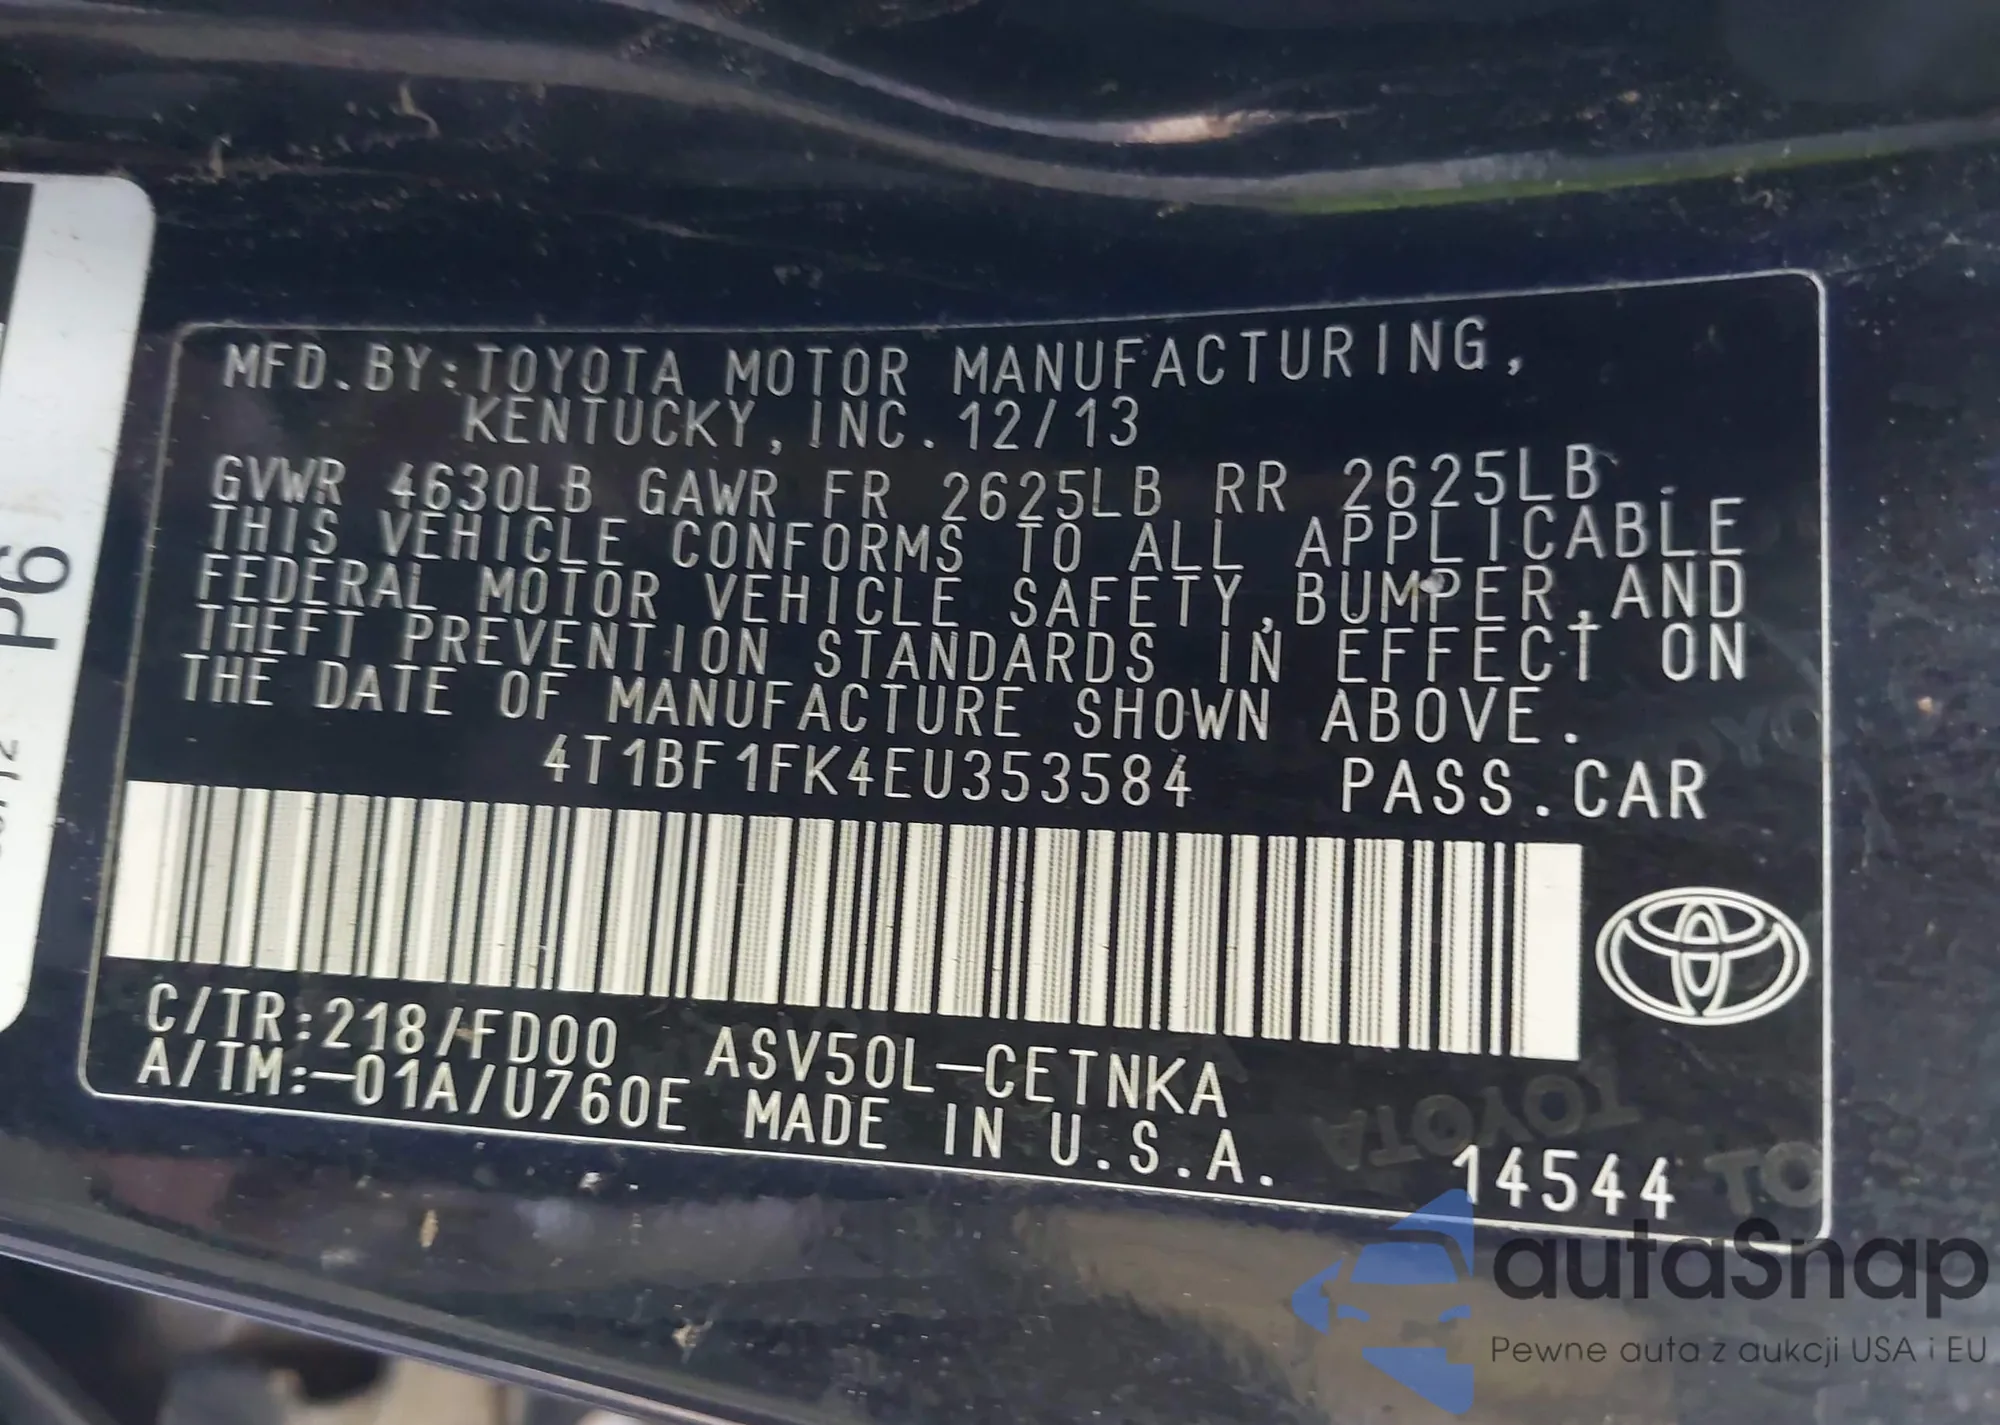 MFD.BY:TOYOTA MOTOR MANUFACTURING,
KENTUCKY,INC.12/13
GVWR 4630LB GAWR FR 2625LB RR 2625LB
THIS VEHICLE CONFORMS TO ALL APPLICABLE
FEDERAL MOTOR VEHICLE SAFETY,BUMPER,AND
THEFT PREVENTION STANDARDS IN EFFECT ON
THE DATE OF MANUFACTURE SHOWN ABOVE.
4T1BF1FK4EU353584 PASS.CAR
C/TR:218/FD00 ASV50L-CETNKA
A/TM:-01A/U760E MADE IN U.S.A.
14544
P6
TOYOTA
TOYOTA
TO
autaSnap
Pewne auta z aukcji USA i EU